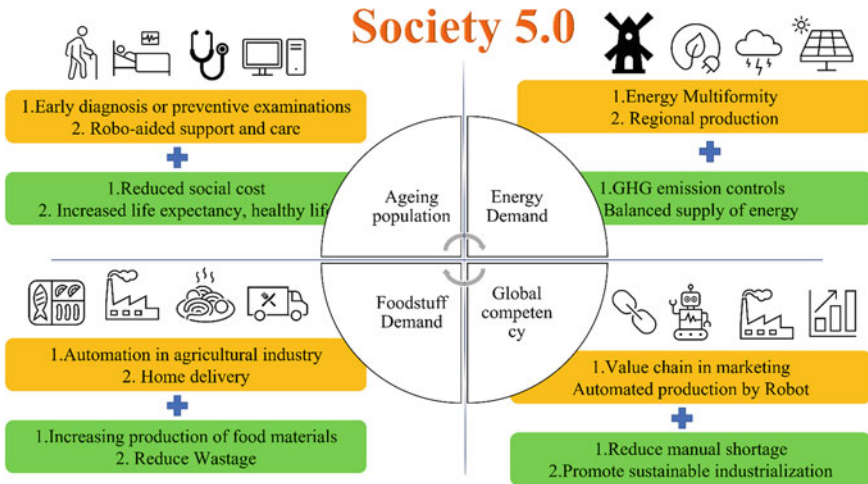 Society 5.0
1.Early diagnosis or preventive examinations
2. Robo-aided support and care
1.Reduced social cost
2. Increased life expectancy, healthy life
1.Energy Multiformity
2. Regional production
1.GHG emission controls
Balanced supply of energy
Ageing
population
Energy
Demand
Foodstuff
Demand
Global
competen
cy
1.Automation in agricultural industry
2. Home delivery
1.Increasing production of food materials
2. Reduce Wastage
1.Value chain in marketing
Automated production by Robot
1.Reduce manual shortage
2.Promote sustainable industrialization